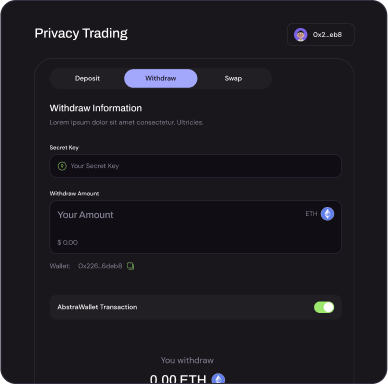 Privacy Trading
0x2...eb8
Deposit Withdraw Swap
Withdraw Information
Lorem ipsum dolor sit amet consectetur. Ultricies.
Secret Key
Your Secret Key
Withdraw Amount
Your Amount
ETH
$ 0.00
Wallet: 0x226...6deb8
AbstraWallet Transaction
You withdraw
0.00 ETH